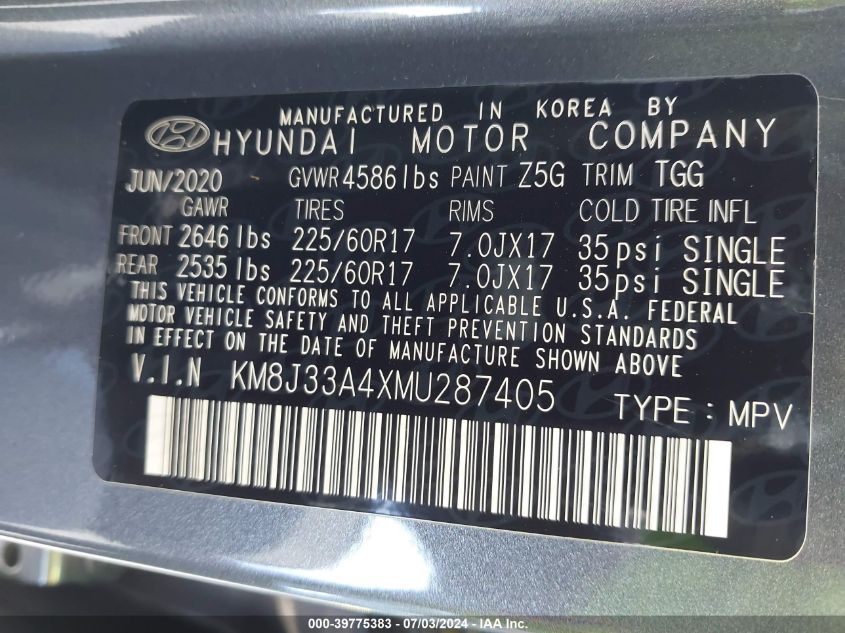 MANUFACTURED IN KOREA BY
HYUNDAI MOTOR COMPANY
JUN/2020 GVWR 4586 lbs PAINT Z5G TRIM TGG
GAWR TIRES RIMS COLD TIRE INFL
FRONT 2646 lbs 225/60R17 7.0JX17 35psi SINGLE
REAR 2535 lbs 225/60R17 7.0JX17 35psi SINGLE
THIS VEHICLE CONFORMS TO ALL APPLICABLE U.S.A. FEDERAL
MOTOR VEHICLE SAFETY AND THEFT PREVENTION STANDARDS
IN EFFECT ON THE DATE OF MANUFACTURE SHOWN ABOVE
V.I.N KM8J33A4XMU287405 TYPE : MPV
000-39775383 - 07/03/2024 - IAA Inc.